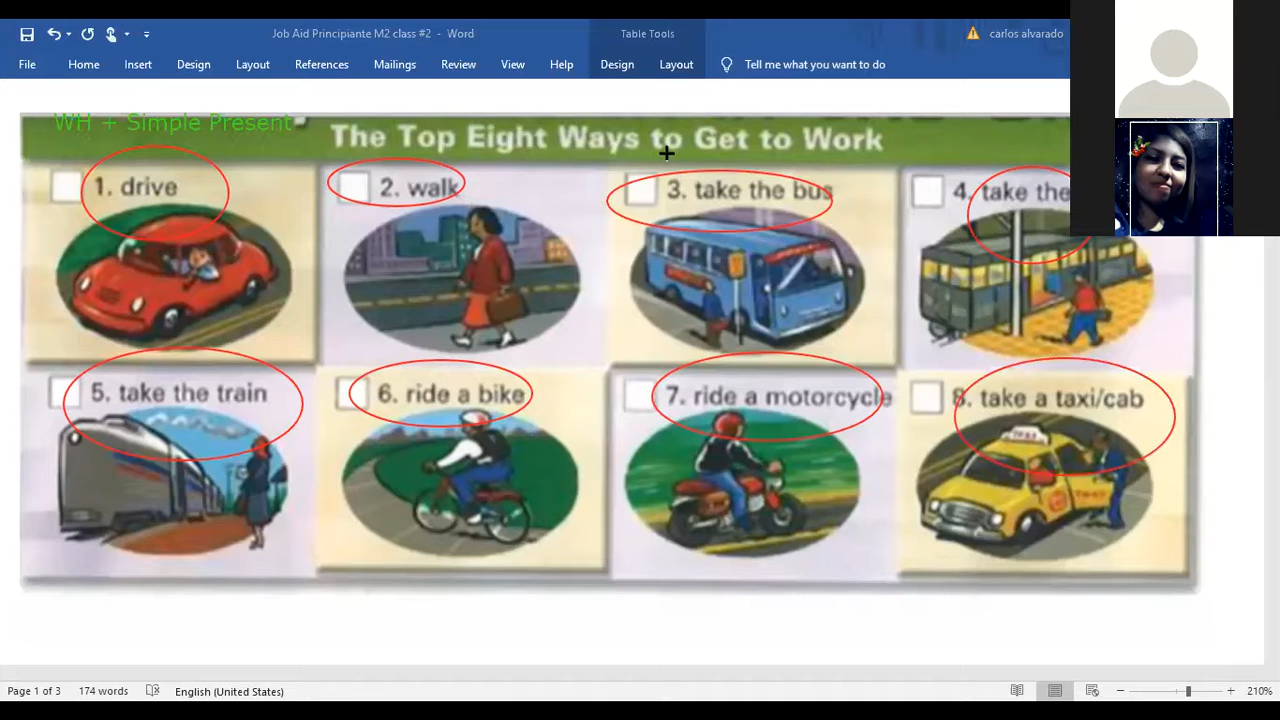 Job Aid Principiante M2 class #2 - Word
Table Tools
carlos alvarado
File Home Insert Design Layout References Mailings Review View Help Design Layout Tell me what you want to do
WH + Simple Present
The Top Eight Ways to Get to Work
1. drive
2. walk
3. take the bus
4. take the
5. take the train
6. ride a bike
7. ride a motorcycle
8. take a taxi/cab
TAXI
Page 1 of 3 174 words English (United States) 210%